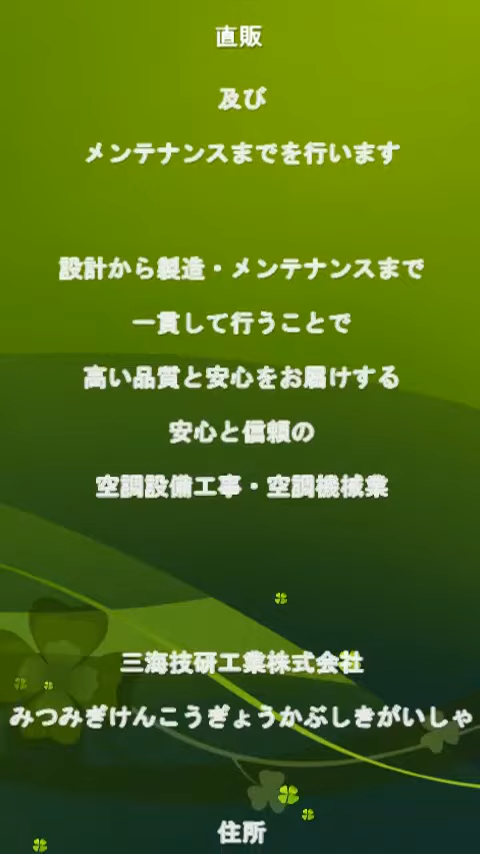 直販
及び
メンテナンスまでを行います
設計から製造・メンテナンスまで
一貫して行うことで
高い品質と安心をお届けする
安心と信頼の
空調設備工事・空調機械業
三海技研工業株式会社
みつみぎけんこうぎょうかぶしきがいしゃ
住所